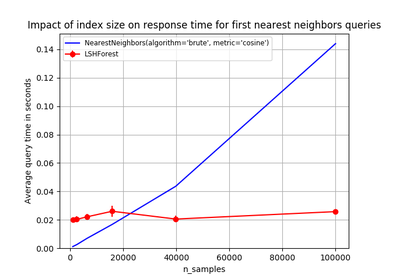 Impact of index size on response time for first nearest neighbors queries
NearestNeighbors(algorithm='brute', metric='cosine')
LSHForest
Average query time in seconds
0.14
0.12
0.10
0.08
0.06
0.04
0.02
0.00
0 20000 40000 60000 80000 100000
n_samples